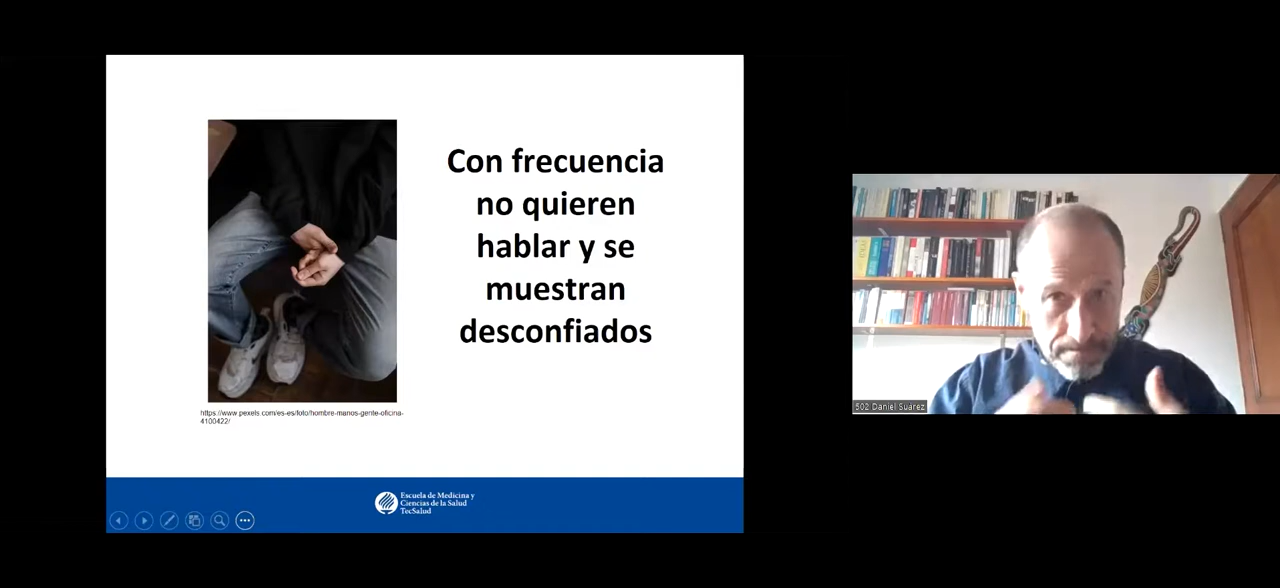 Con frecuencia
no quieren
hablar y se
muestran
desconfiados
https://www.pexels.com/es-es/foto/hombre-manos-gente-oficina-
4100422/
Escuela de Medicina y
Ciencias de la Salud
TecSalud
502 Daniel Suárez